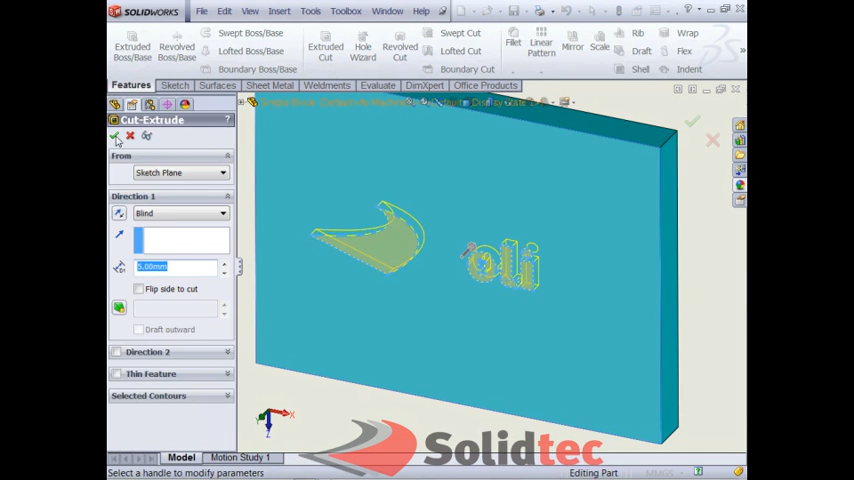 SOLIDWORKS File Edit View Insert Tools Toolbox Window Help
Extruded Boss/Base
Revolved Boss/Base
Swept Boss/Base
Lofted Boss/Base
Boundary Boss/Base
Extruded Cut
Hole Wizard
Revolved Cut
Swept Cut
Lofted Cut
Boundary Cut
Fillet
Linear Pattern
Mirror
Scale
Rib
Draft
Shell
Wrap
Flex
Indent
Features Sketch Surfaces Sheet Metal Weldments Evaluate DimXpert Office Products
Cut-Extrude ?
From
Sketch Plane
Direction 1
Blind
5.00mm
Flip side to cut
Draft outward
Direction 2
Thin Feature
Selected Contours
oli
X
Y
Z
Solidtec
Model Motion Study 1
Select a handle to modify parameters Editing Part MMGS